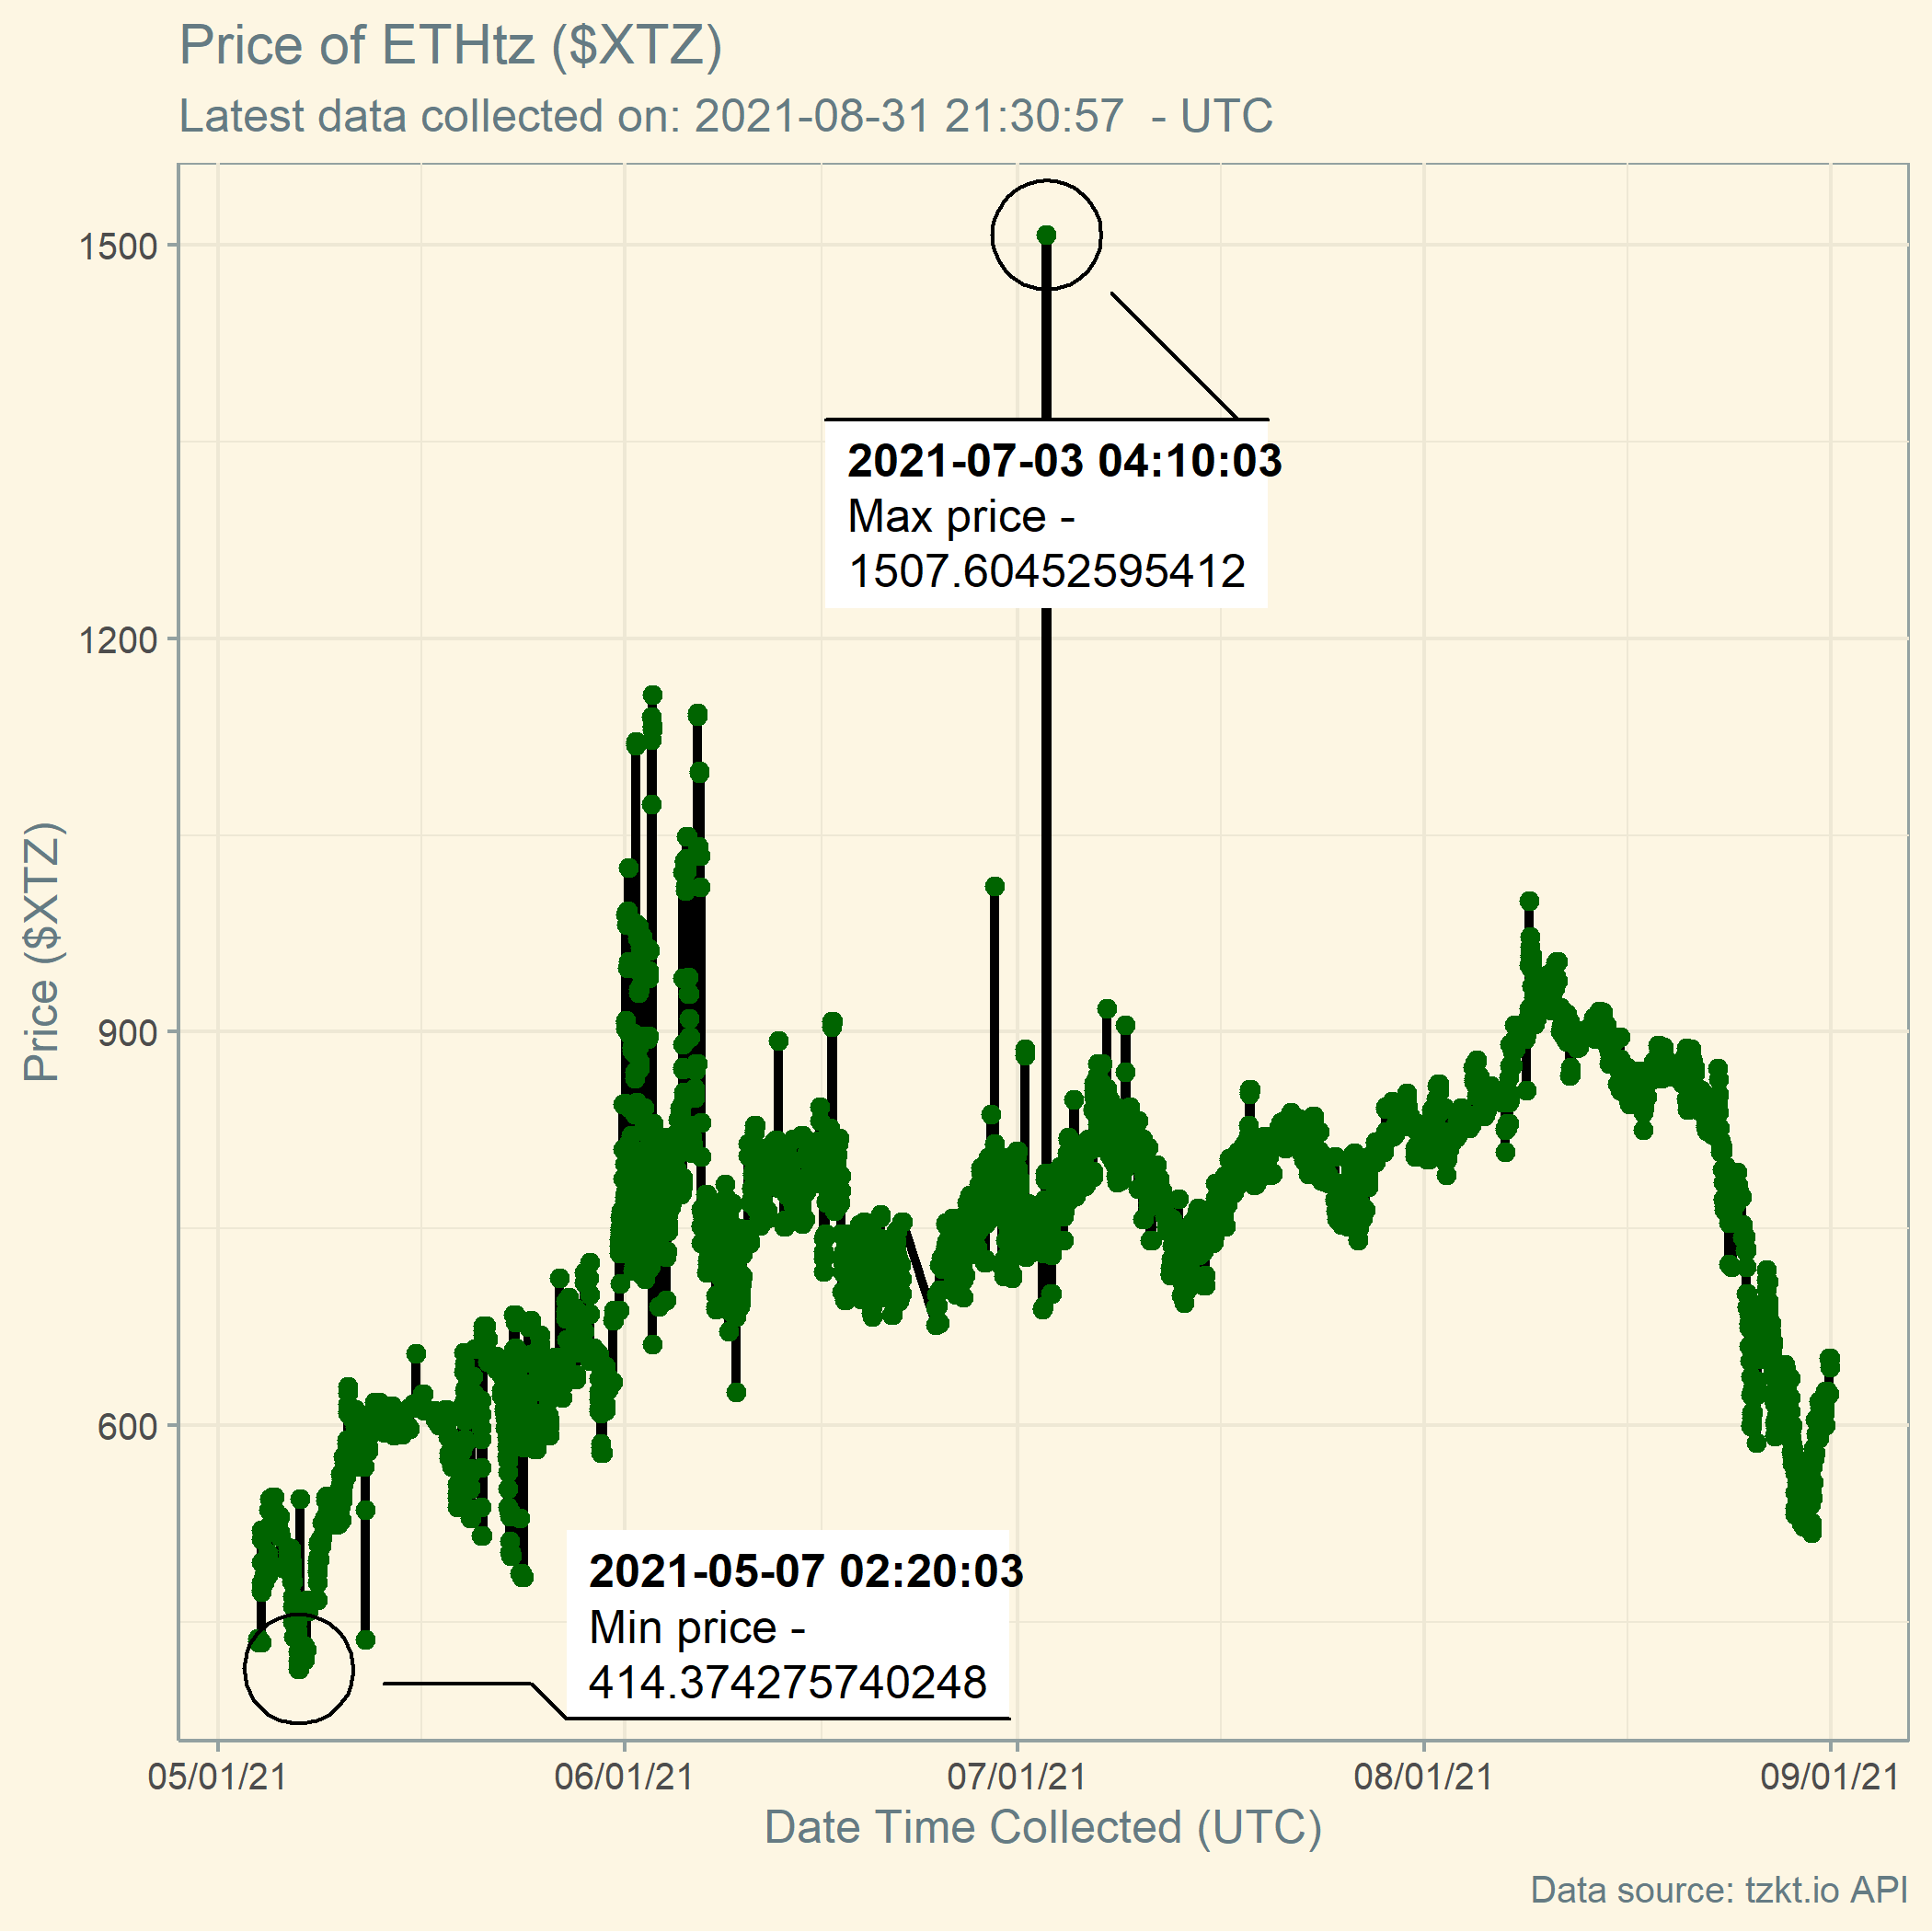 Price of ETHtz ($XTZ)
Latest data collected on: 2021-08-31 21:30:57  - UTC
1500
1200
900
600
Price ($XTZ)
2021-07-03 04:10:03
Max price -
1507.60452595412
2021-05-07 02:20:03
Min price -
414.374275740248
05/01/21
06/01/21
07/01/21
08/01/21
09/01/21
Date Time Collected (UTC)
Data source: tzkt.io API